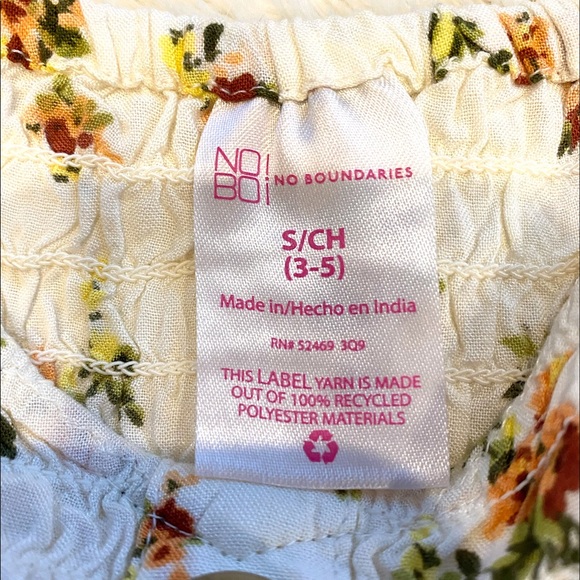 NO!
BO!
NO BOUNDARIES
S/CH
(3-5)
Made in/Hecho en India
RN# 52469 3Q9
THIS LABEL YARN IS MADE
OUT OF 100% RECYCLED
POLYESTER MATERIALS